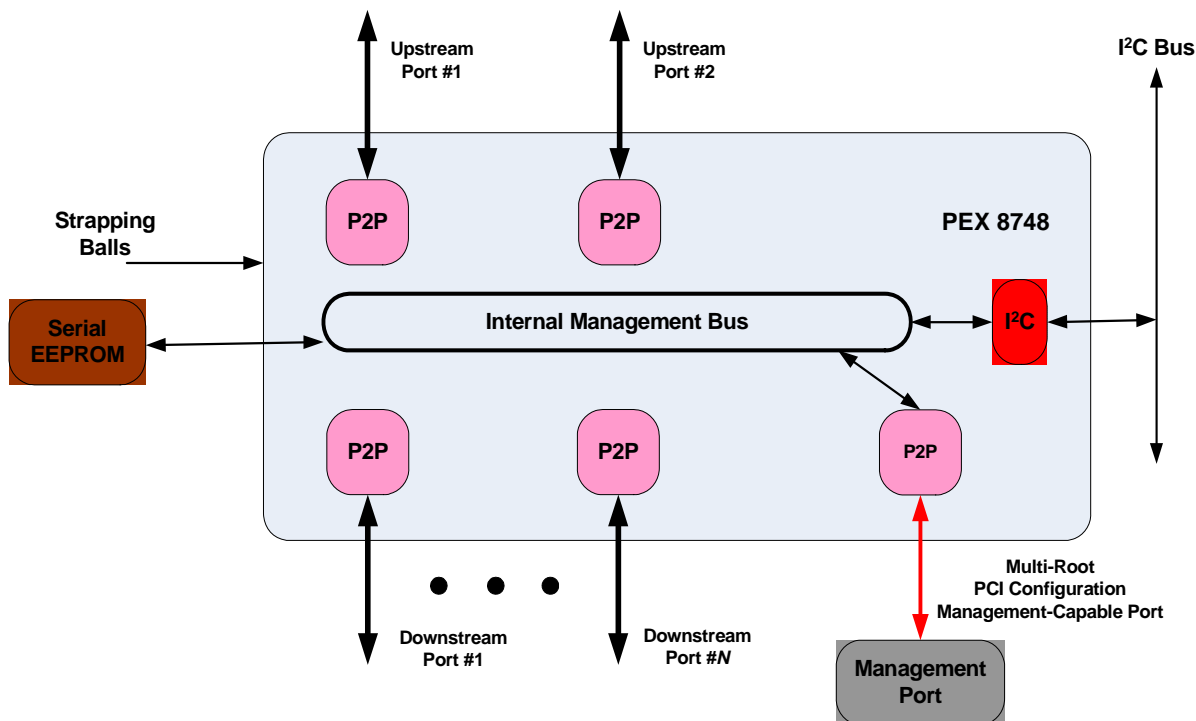 Upstream
Port #1
Upstream
Port #2
I²C Bus
P2P
P2P
PEX 8748
Strapping
Balls
Serial
EEPROM
Internal Management Bus
I²C
P2P
P2P
P2P
Multi-Root
PCI Configuration
Management-Capable Port
Downstream
Port #1
Downstream
Port #N
Management
Port